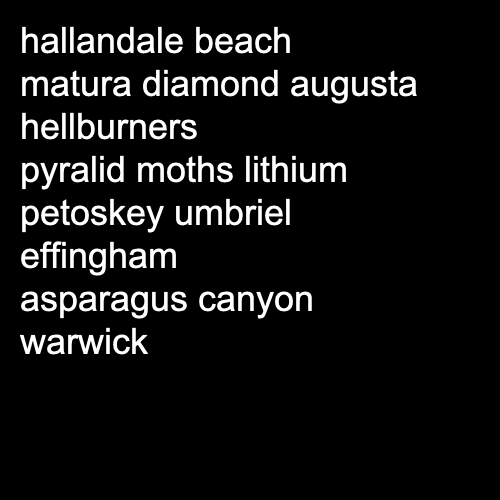 hallandale beach
matura diamond augusta
hellburners
pyralid moths lithium
petoskey umbriel
effingham
asparagus canyon
warwick